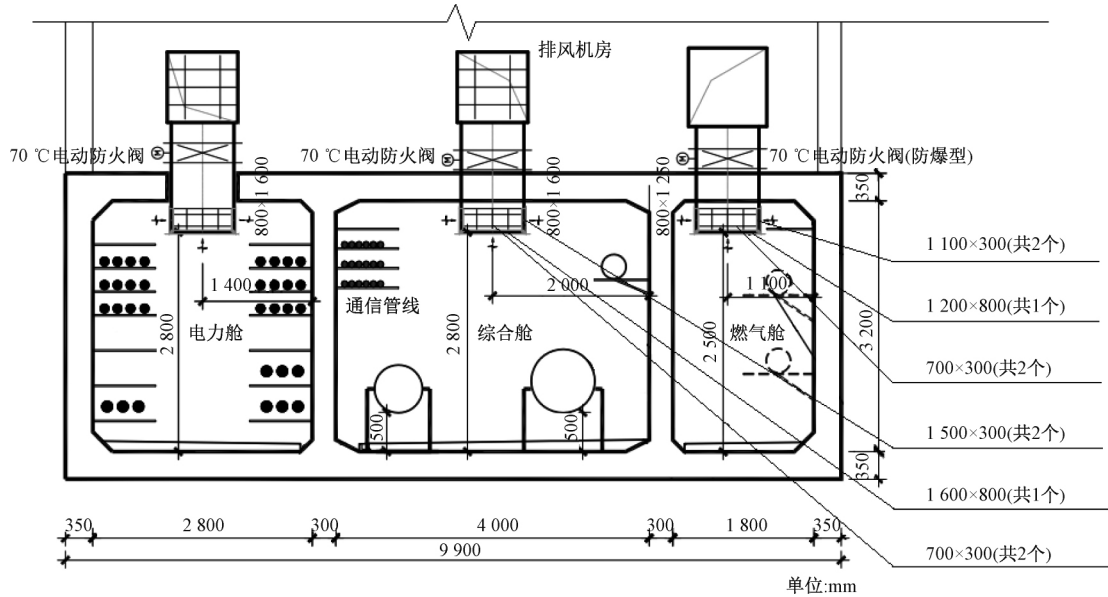 排风机房
70 ℃电动防火阀
70 ℃电动防火阀
70 ℃电动防火阀(防爆型)
800×1 600
800×1 600
800×1 250
350
1 100×300(共2个)
1 400
2 000
1 100
通信管线
1 200×800(共1个)
电力舱
综合舱
燃气舱
2 800
2 800
2 500
3 200
700×300(共2个)
500
500
1 500×300(共2个)
350
1 600×800(共1个)
350
2 800
300
4 000
300
1 800
350
9 900
700×300(共2个)
单位:mm